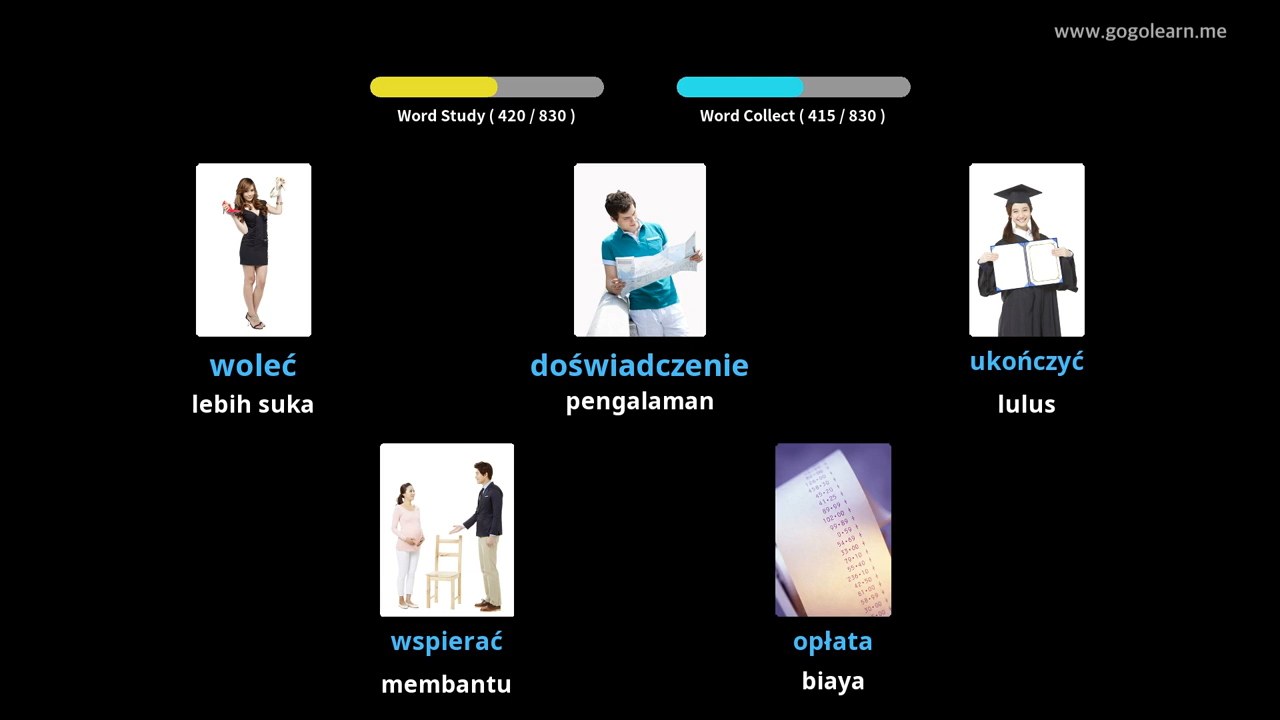 www.gogolearn.me
Word Study ( 420 / 830 )
Word Collect ( 415 / 830 )
woleć
lebih suka
doświadczenie
pengalaman
ukończyć
lulus
wspierać
membantu
opłata
biaya